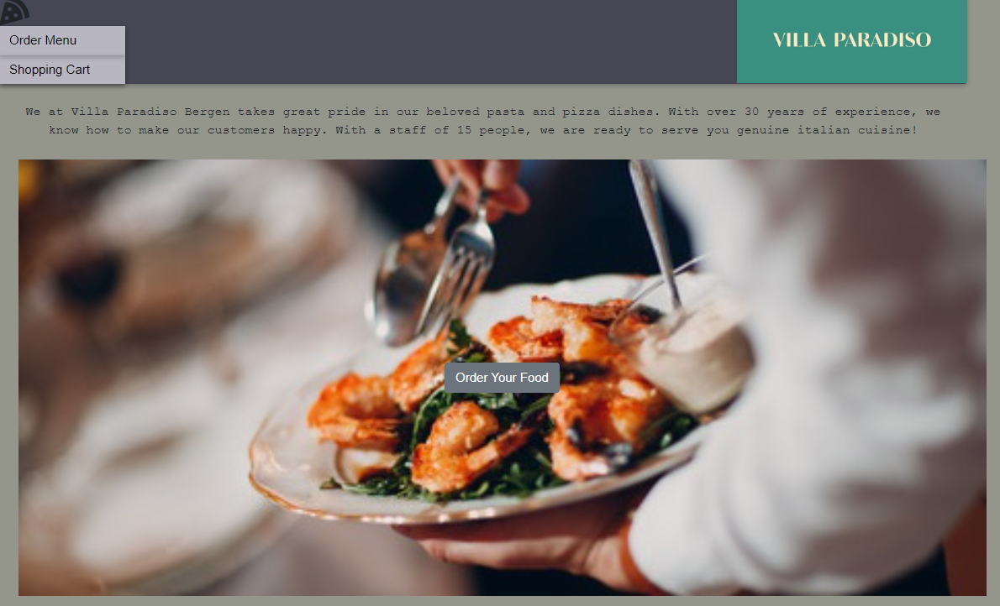 Order Menu
Shopping Cart
VILLA PARADISO
We at Villa Paradiso Bergen takes great pride in our beloved pasta and pizza dishes. With over 30 years of experience, we
know how to make our customers happy. With a staff of 15 people, we are ready to serve you genuine italian cuisine!
Order Your Food